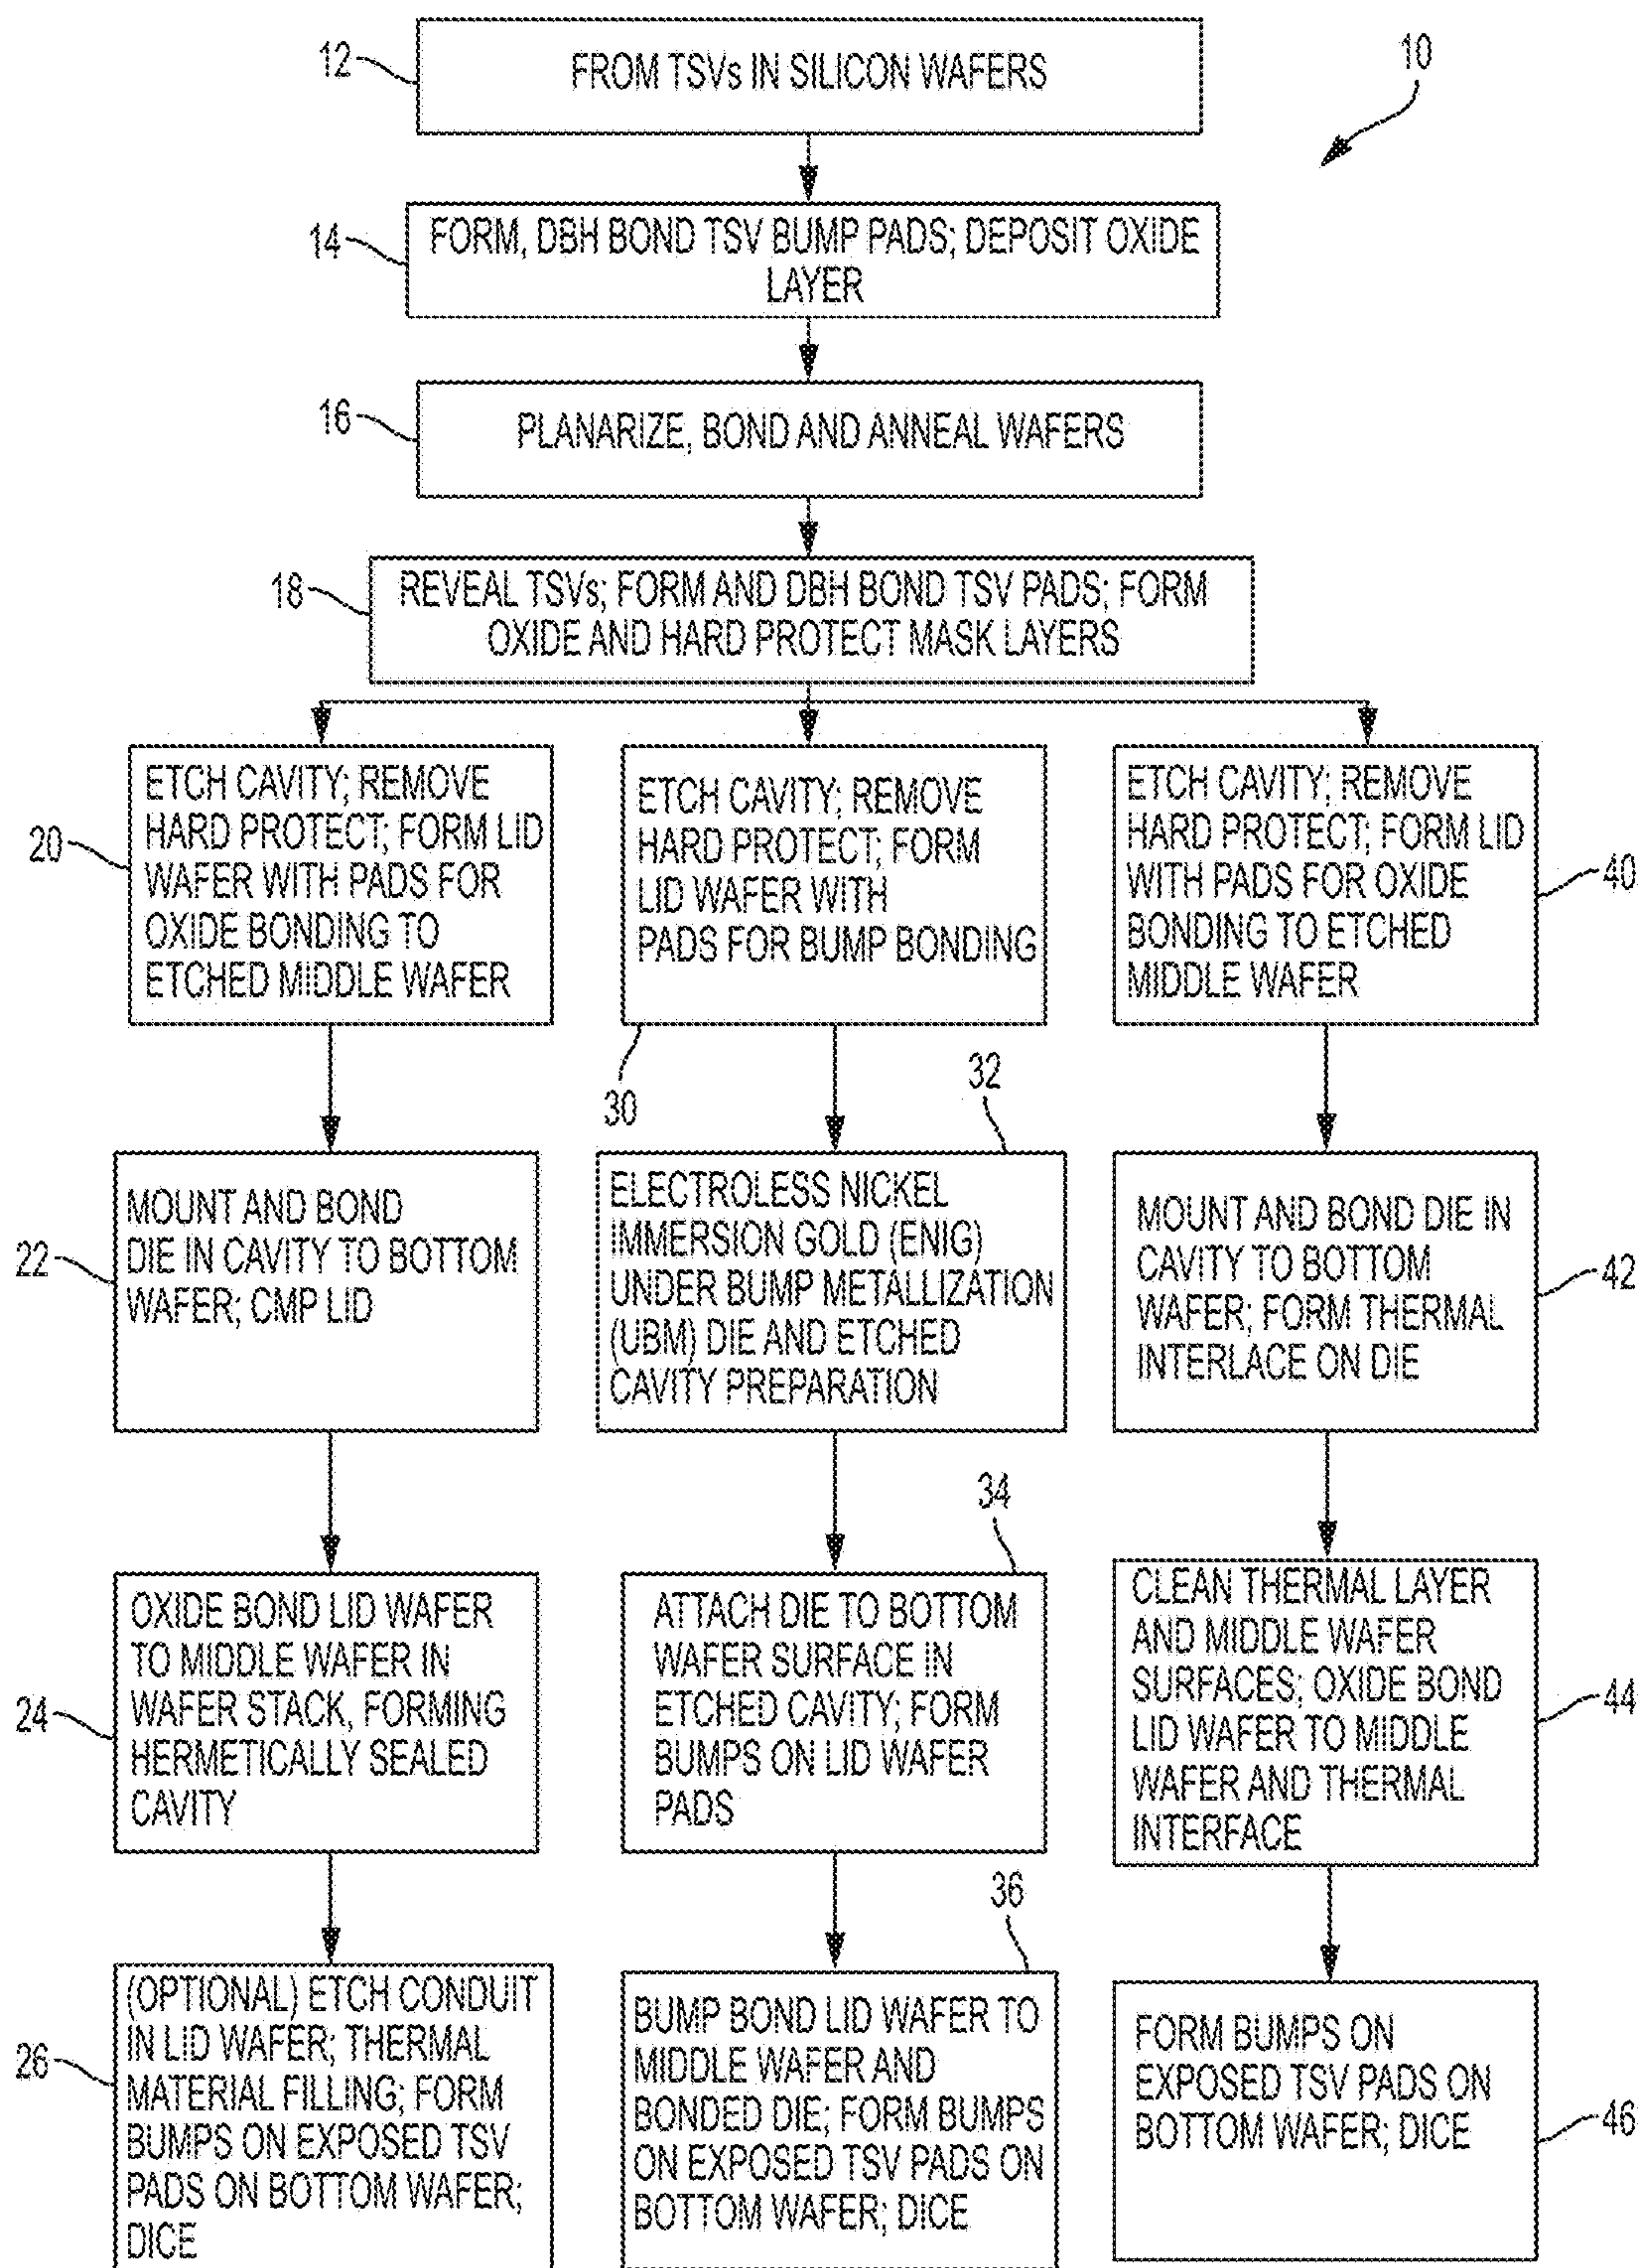 12
FROM TSVs IN SILICON WAFERS
10
14
FORM, DBH BOND TSV BUMP PADS; DEPOSIT OXIDE
LAYER
16
PLANARIZE, BOND AND ANNEAL WAFERS
18
REVEAL TSVs; FORM AND DBH BOND TSV PADS; FORM
OXIDE AND HARD PROTECT MASK LAYERS
20
ETCH CAVITY; REMOVE
HARD PROTECT; FORM LID
WAFER WITH PADS FOR
OXIDE BONDING TO
ETCHED MIDDLE WAFER
ETCH CAVITY; REMOVE
HARD PROTECT; FORM
LID WAFER WITH
PADS FOR BUMP BONDING
30
ETCH CAVITY; REMOVE
HARD PROTECT; FORM LID
WITH PADS FOR OXIDE
BONDING TO ETCHED
MIDDLE WAFER
40
22
MOUNT AND BOND
DIE IN CAVITY TO BOTTOM
WAFER; CMP LID
32
ELECTROLESS NICKEL
IMMERSION GOLD (ENIG)
UNDER BUMP METALLIZATION
(UBM) DIE AND ETCHED
CAVITY PREPARATION
MOUNT AND BOND DIE IN
CAVITY TO BOTTOM
WAFER; FORM THERMAL
INTERLACE ON DIE
42
24
OXIDE BOND LID WAFER
TO MIDDLE WAFER IN
WAFER STACK, FORMING
HERMETICALLY SEALED
CAVITY
34
ATTACH DIE TO BOTTOM
WAFER SURFACE IN
ETCHED CAVITY; FORM
BUMPS ON LID WAFER
PADS
CLEAN THERMAL LAYER
AND MIDDLE WAFER
SURFACES; OXIDE BOND
LID WAFER TO MIDDLE
WAFER AND THERMAL
INTERFACE
44
26
(OPTIONAL) ETCH CONDUIT
IN LID WAFER; THERMAL
MATERIAL FILLING; FORM
BUMPS ON EXPOSED TSV
PADS ON BOTTOM WAFER;
DICE
36
BUMP BOND LID WAFER TO
MIDDLE WAFER AND
BONDED DIE; FORM BUMPS
ON EXPOSED TSV PADS ON
BOTTOM WAFER; DICE
FORM BUMPS ON
EXPOSED TSV PADS ON
BOTTOM WAFER; DICE
46